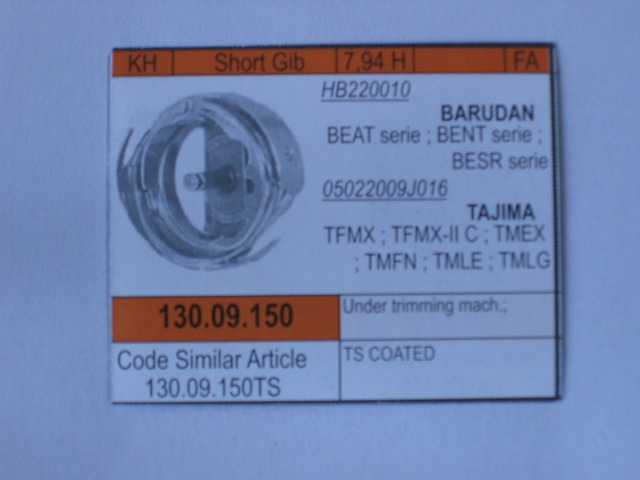 KH Short Gib 7,94 H FA
HB220010
BARUDAN
BEAT serie ; BENT serie ;
BESR serie
05022009J016
TAJIMA
TFMX ; TFMX-II C ; TMEX
; TMFN ; TMLE ; TMLG
130.09.150
Under trimming mach.;
Code Similar Article
130.09.150TS
TS COATED